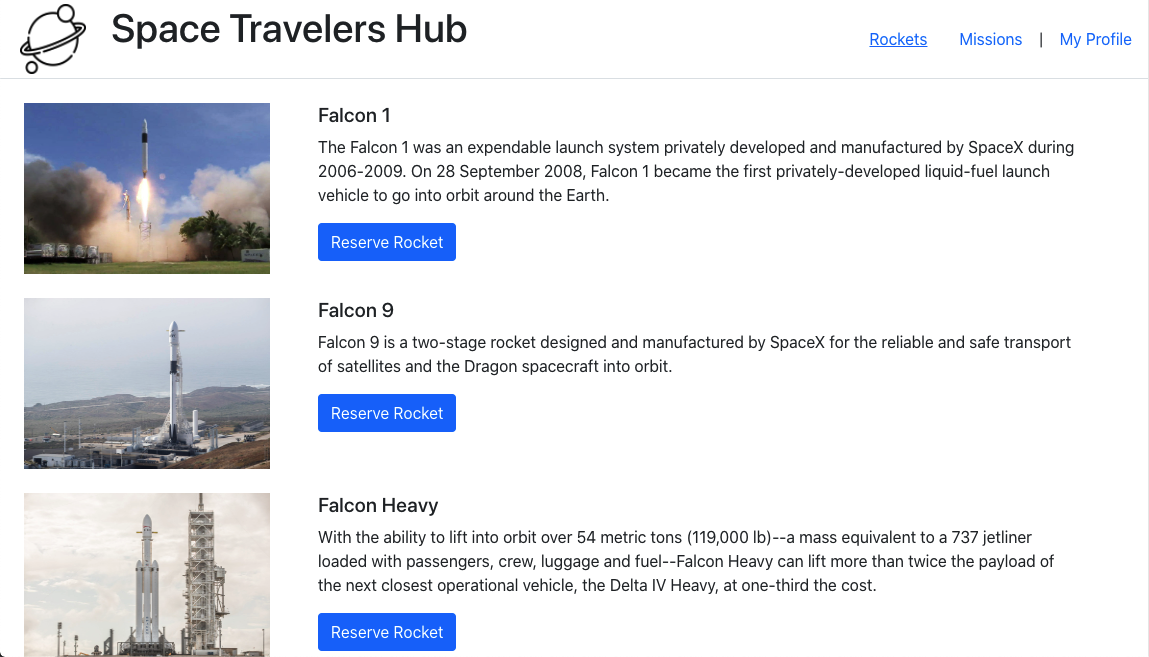 Space Travelers Hub
Rockets Missions | My Profile
Falcon 1
The Falcon 1 was an expendable launch system privately developed and manufactured by SpaceX during
2006-2009. On 28 September 2008, Falcon 1 became the first privately-developed liquid-fuel launch
vehicle to go into orbit around the Earth.
Reserve Rocket
Falcon 9
Falcon 9 is a two-stage rocket designed and manufactured by SpaceX for the reliable and safe transport
of satellites and the Dragon spacecraft into orbit.
Reserve Rocket
Falcon Heavy
With the ability to lift into orbit over 54 metric tons (119,000 lb)--a mass equivalent to a 737 jetliner
loaded with passengers, crew, luggage and fuel--Falcon Heavy can lift more than twice the payload of
the next closest operational vehicle, the Delta IV Heavy, at one-third the cost.
Reserve Rocket